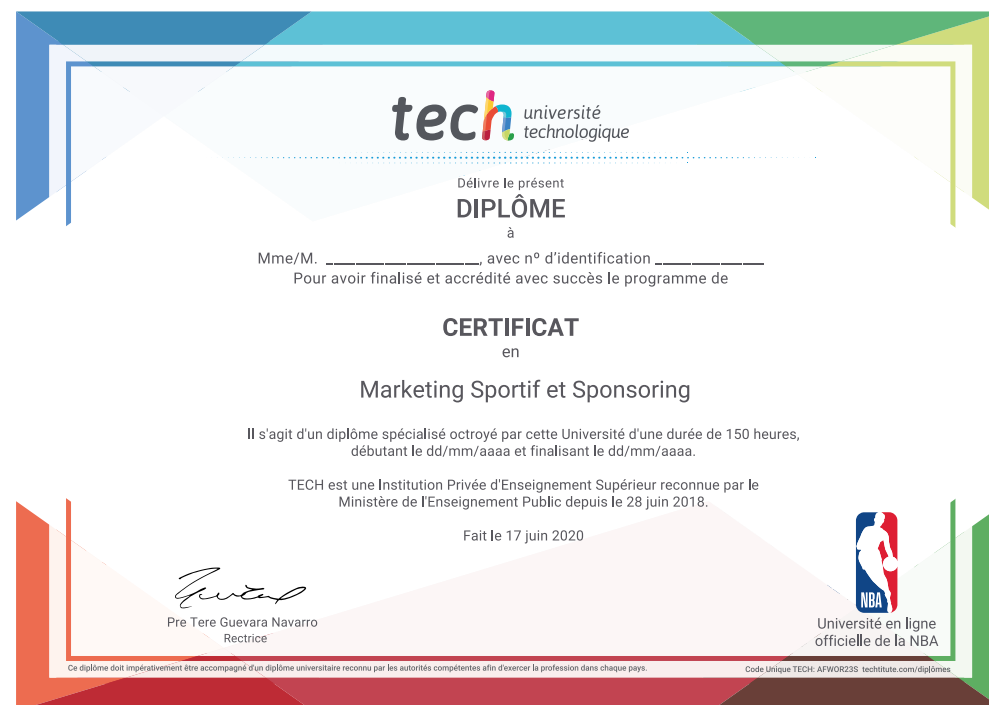 tech université
technologique
Délivre le présent
DIPLÔME
à
Mme/M. ________________, avec nº d'identification ___________
Pour avoir finalisé et accrédité avec succès le programme de
CERTIFICAT
en
Marketing Sportif et Sponsoring
Il s'agit d'un diplôme spécialisé octroyé par cette Université d'une durée de 150 heures,
débutant le dd/mm/aaaa et finalisant le dd/mm/aaaa.
TECH est une Institution Privée d'Enseignement Supérieur reconnue par le
Ministère de l'Enseignement Public depuis le 28 juin 2018.
Fait le 17 juin 2020
Pre Tere Guevara Navarro
Rectrice
NBA
Université en ligne
officielle de la NBA
Ce diplôme doit impérativement être accompagné d'un diplôme universitaire reconnu par les autorités compétentes afin d'exercer la profession dans chaque pays.
Code Unique TECH: AFWOR23S techtitute.com/diplômes